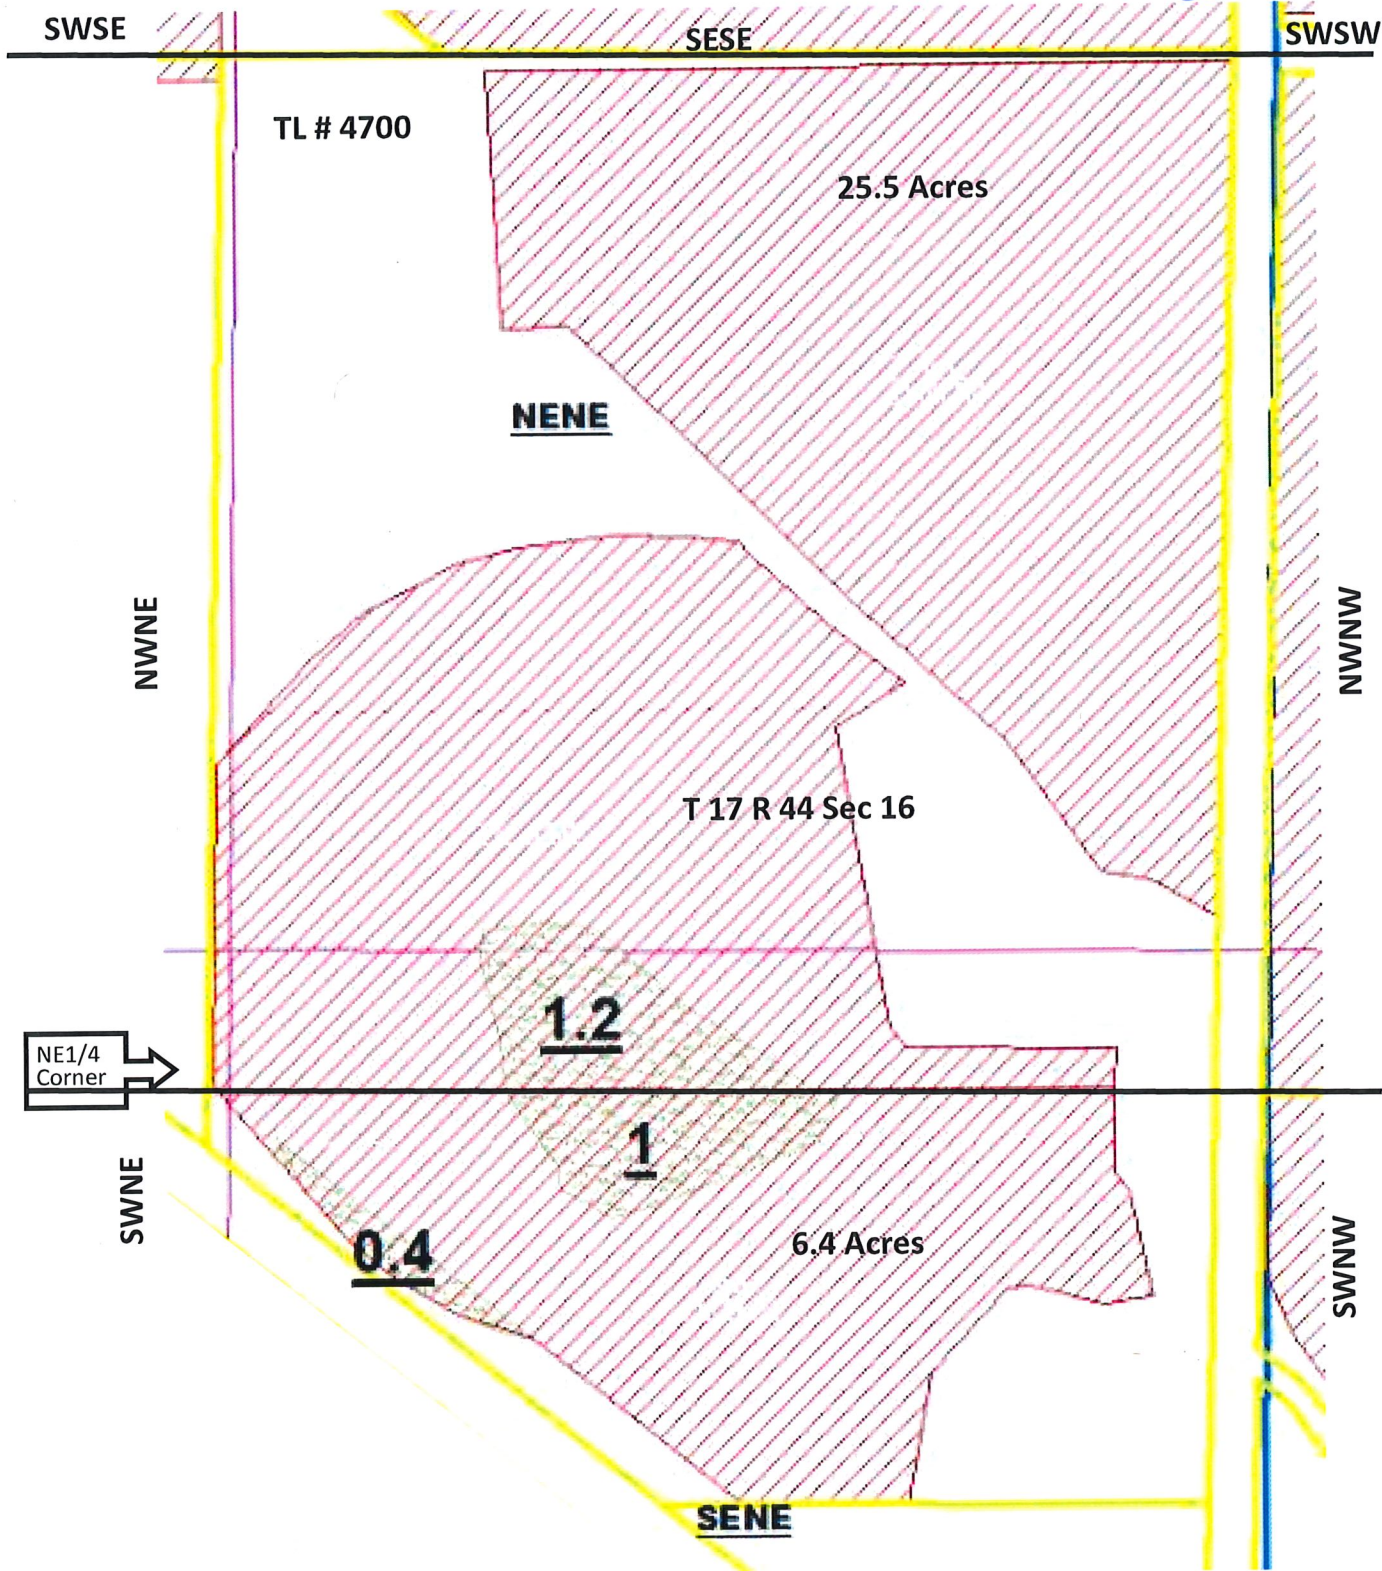 SWSE
SESE
SWSW
TL # 4700
25.5 Acres
NENE
NWNE
NWNW
T 17 R 44 Sec 16
1.2
NE1/4
Corner
1
SWNE
0.4
6.4 Acres
SWNW
SENE